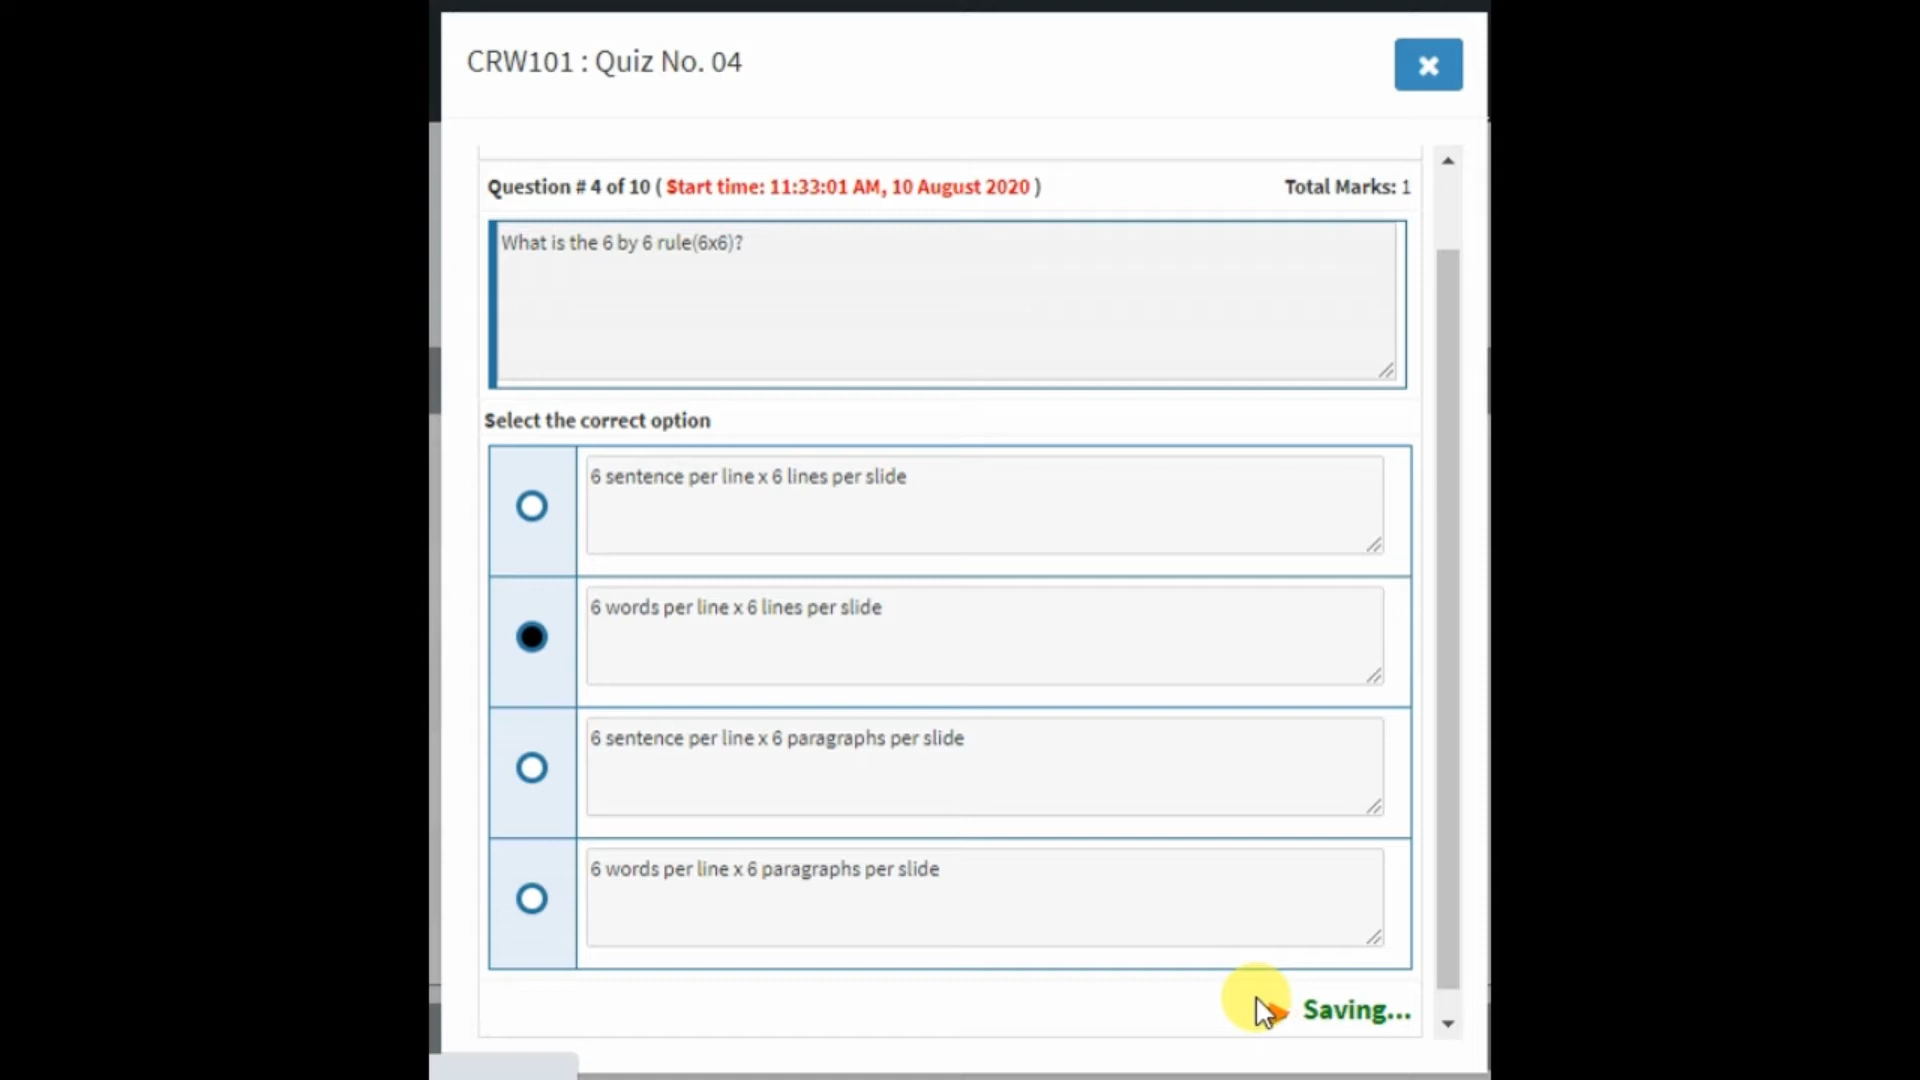 CRW101 : Quiz No. 04
Question # 4 of 10 ( Start time: 11:33:01 AM, 10 August 2020 ) Total Marks: 1
What is the 6 by 6 rule(6x6)?
Select the correct option
6 sentence per line x 6 lines per slide
6 words per line x 6 lines per slide
6 sentence per line x 6 paragraphs per slide
6 words per line x 6 paragraphs per slide
Saving...